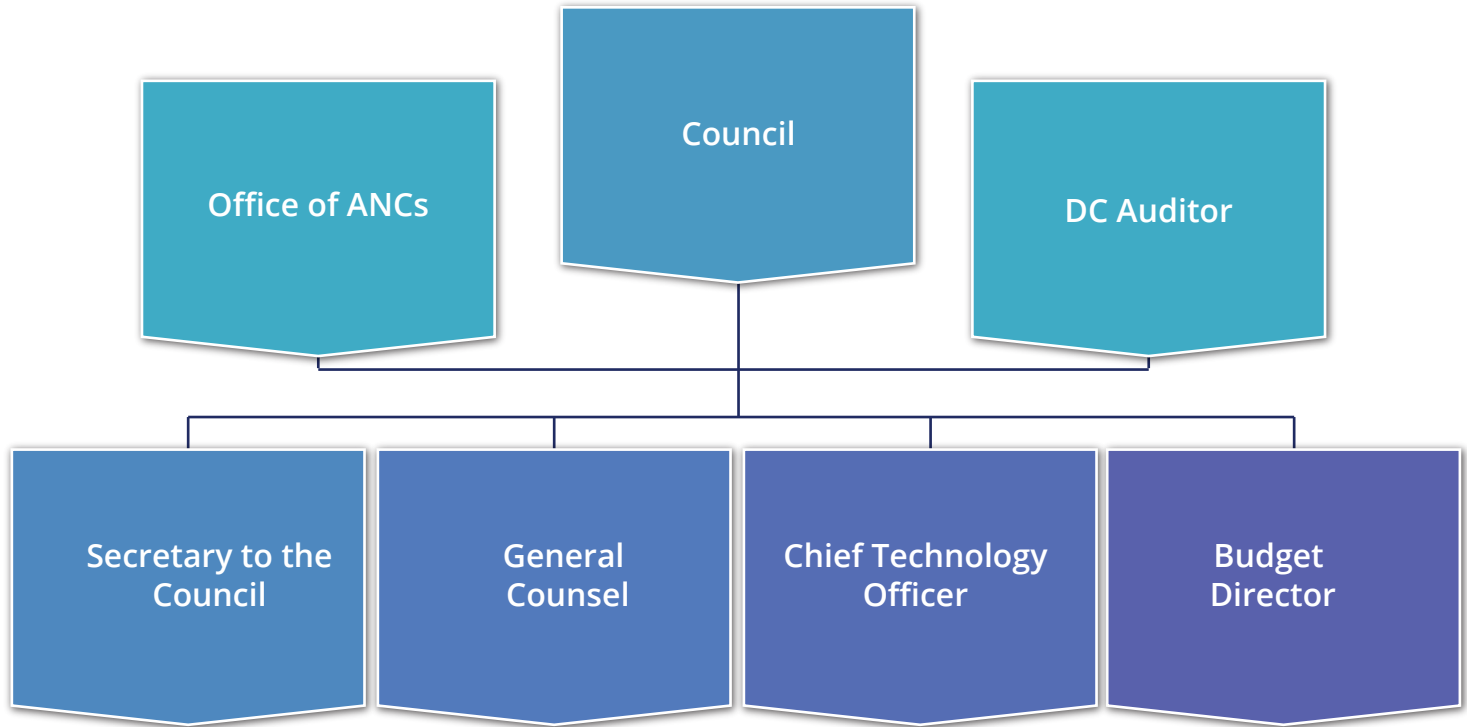 Council
Office of ANCs
DC Auditor
Secretary to the
Council
General
Counsel
Chief Technology
Officer
Budget
Director